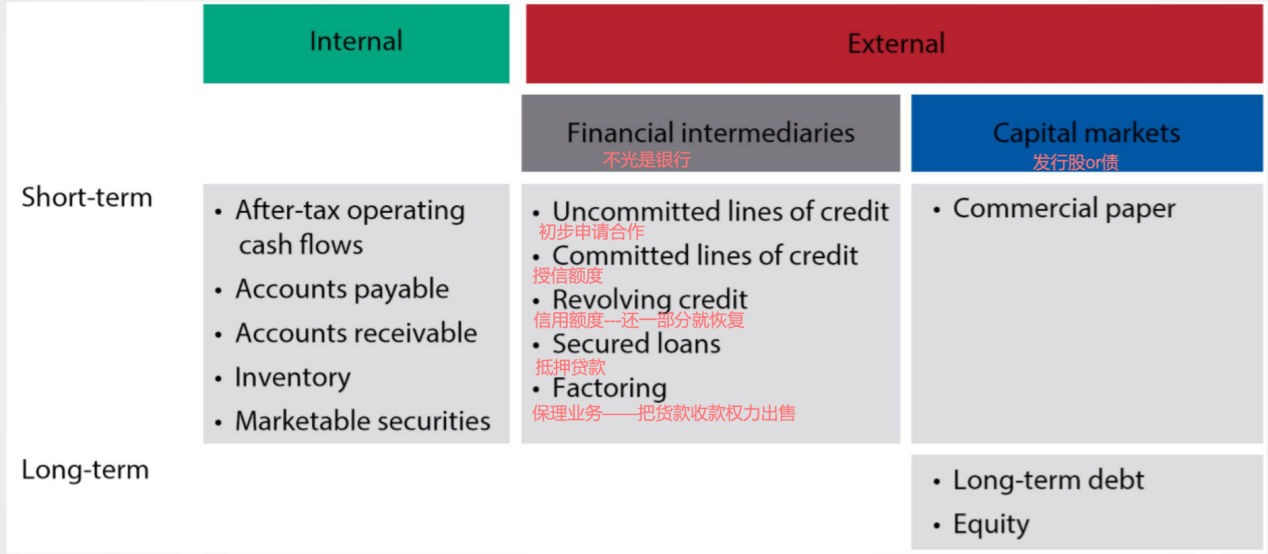 Internal
External
Financial intermediaries
不光是银行
Capital markets
发行股or债
Short-term
• After-tax operating
cash flows
• Accounts payable
• Accounts receivable
• Inventory
• Marketable securities
• Uncommitted lines of credit
初步申请合作
• Committed lines of credit
授信额度
• Revolving credit
信用额度---还一部分就恢复
• Secured loans
抵押贷款
• Factoring
保理业务——把货款收款权力出售
• Commercial paper
Long-term
• Long-term debt
• Equity